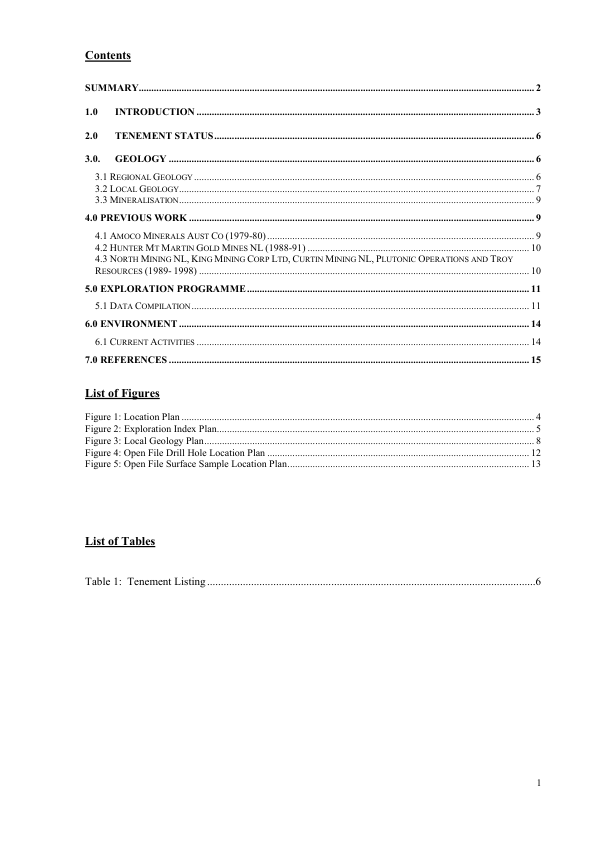 Contents
SUMMARY.......... 2
1.0 INTRODUCTION .......... 3
2.0 TENEMENT STATUS.......... 6
3.0. GEOLOGY .......... 6
3.1 REGIONAL GEOLOGY .......... 6
3.2 LOCAL GEOLOGY.......... 7
3.3 MINERALISATION.......... 9
4.0 PREVIOUS WORK .......... 9
4.1 AMOCO MINERALS AUST CO (1979-80) .......... 9
4.2 HUNTER MT MARTIN GOLD MINES NL (1988-91) .......... 10
4.3 NORTH MINING NL, KING MINING CORP LTD, CURTIN MINING NL, PLUTONIC OPERATIONS AND TROY
RESOURCES (1989- 1998) .......... 10
5.0 EXPLORATION PROGRAMME.......... 11
5.1 DATA COMPILATION.......... 11
6.0 ENVIRONMENT .......... 14
6.1 CURRENT ACTIVITIES .......... 14
7.0 REFERENCES .......... 15
List of Figures
Figure 1: Location Plan .......... 4
Figure 2: Exploration Index Plan.......... 5
Figure 3: Local Geology Plan.......... 8
Figure 4: Open File Drill Hole Location Plan .......... 12
Figure 5: Open File Surface Sample Location Plan.......... 13
List of Tables
Table 1: Tenement Listing ..........6
1